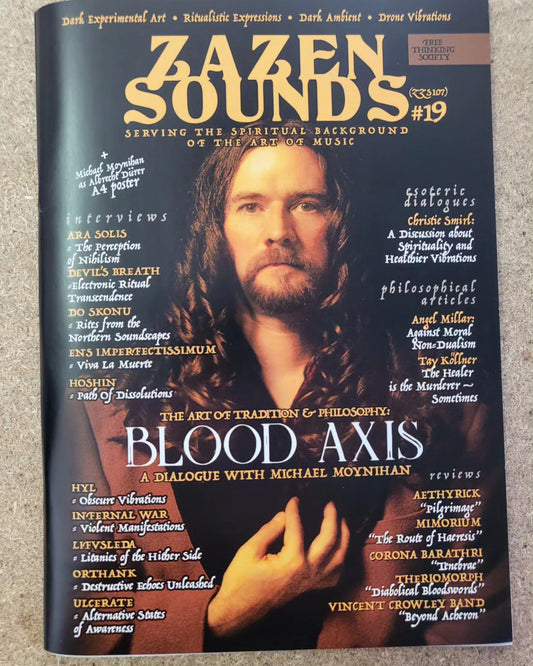 Dark Experimental Art • Ritualistic Expressions • Dark Ambient • Drone Vibrations
ZAZEN
SOUNDS
#19
FREE
THINKING
SOCIETY
SERVING THE SPIRITUAL BACKGROUND
OF THE ART OF MUSIC
+
Michael Moynihan
as Albrecht Dürer
A4 poster
interviews
ARA SOLIS
The Perception
of Nihilism
DEVIL'S BREATH
Electronic Ritual
Transcendence
DO SKONU
Rites from the
Northern Soundscapes
ENS IMPERFECTISSIMUM
Viva La Muerte
HOSHIN
Path Of Dissolutions
esoteric
dialogues
Christie Smirl:
A Discussion about
Spirituality and
Healthier Vibrations
philosophical
articles
Angel Millar:
Against Moral
Non-Dualism
Tay Köllner
The Healer
is the Murderer ~
Sometimes
THE ART OF TRADITION & PHILOSOPHY:
BLOOD AXIS
A DIALOGUE WITH MICHAEL MOYNIHAN
HYL
Obscure Vibrations
INFERNAL WAR
Violent Manifestations
LIFVSLEDA
Litanies of the Hither Side
ORTHANK
Destructive Echoes Unleashed
ULCERATE
Alternative States
of Awareness
reviews
AETHYRICK
"Pilgrimage"
MIMORIUM
"The Route of Haeresis"
CORONA BARATHRI
"Tenebrae"
THERIOMORPH
"Diabolical Bloodswords"
VINCENT CROWLEY BAND
"Beyond Acheron"